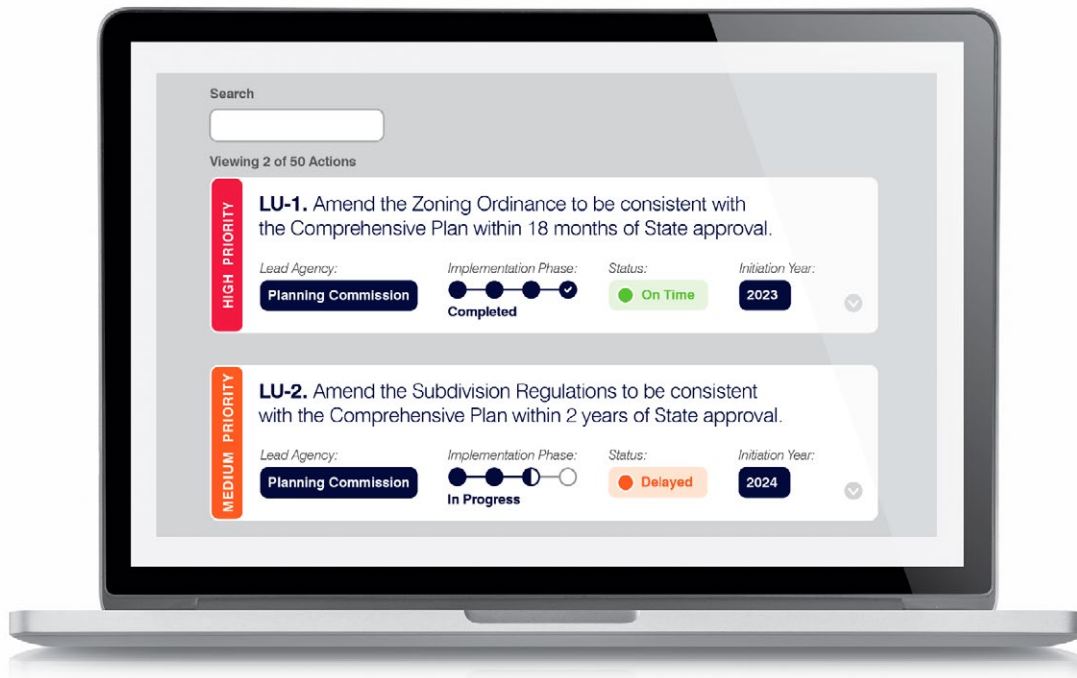 Search
Viewing 2 of 50 Actions
HIGH PRIORITY
LU-1. Amend the Zoning Ordinance to be consistent with
the Comprehensive Plan within 18 months of State approval.
Lead Agency: Implementation Phase: Status: Initiation Year:
Planning Commission On Time 2023
Completed
MEDIUM PRIORITY
LU-2. Amend the Subdivision Regulations to be consistent
with the Comprehensive Plan within 2 years of State approval.
Lead Agency: Implementation Phase: Status: Initiation Year:
Planning Commission Delayed 2024
In Progress